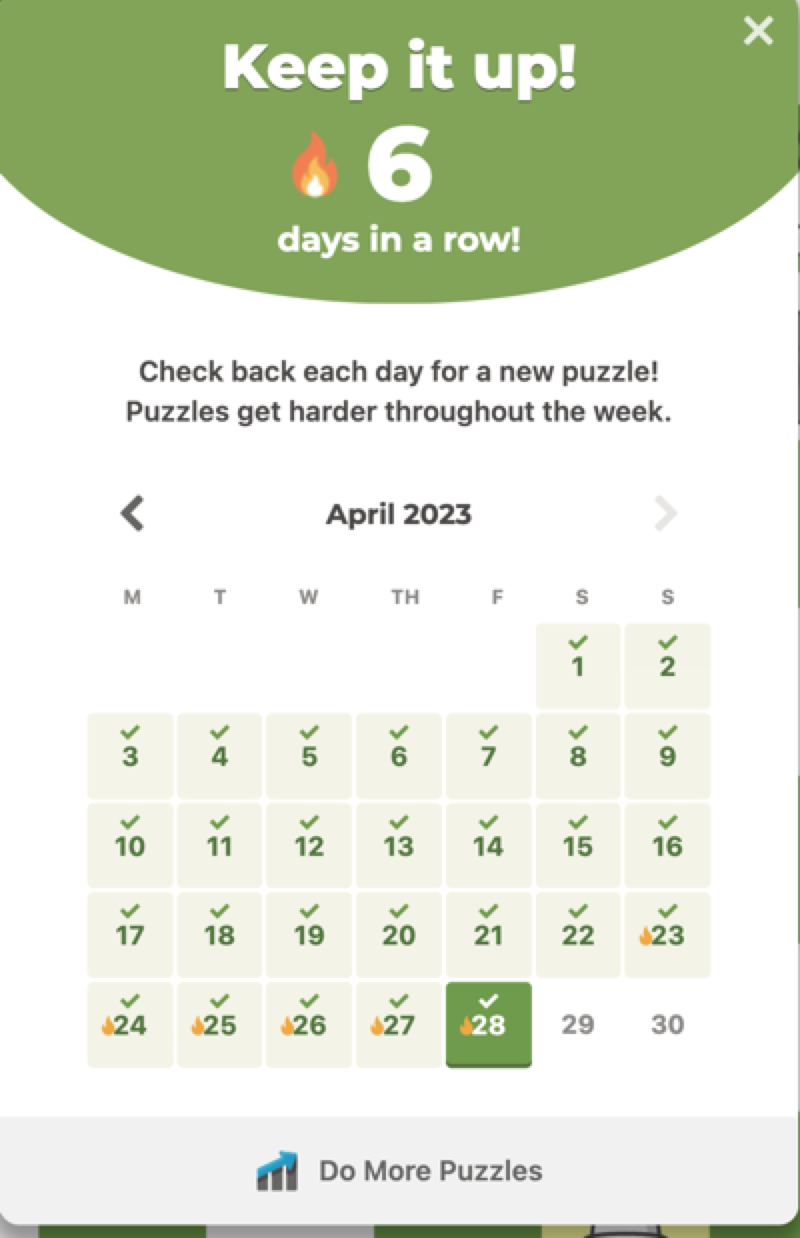 Keep it up!
6
days in a row!
Check back each day for a new puzzle!
Puzzles get harder throughout the week.
April 2023
M T W TH F S S
1 2
3 4 5 6 7 8 9
10 11 12 13 14 15 16
17 18 19 20 21 22 23
24 25 26 27 28 29 30
Do More Puzzles